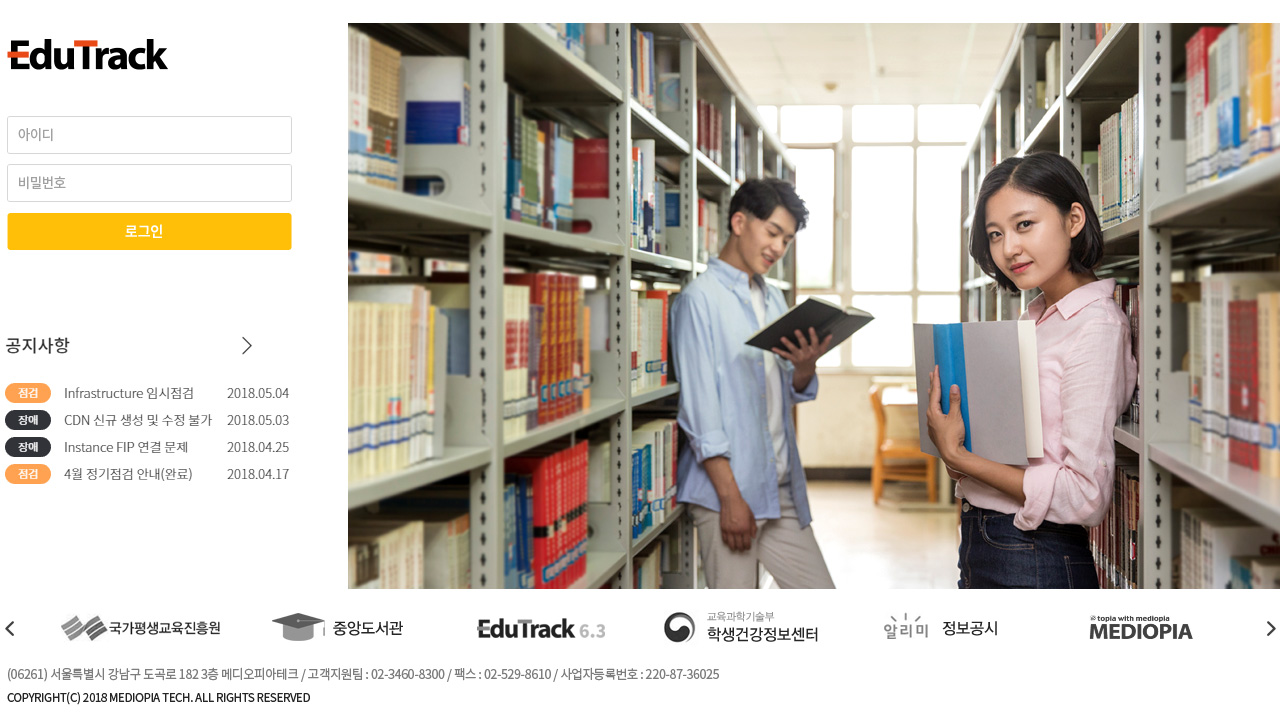 EduTrack
아이디
비밀번호
로그인
공지사항
점검 Infrastructure 임시점검 2018.05.04
장애 CDN 신규 생성 및 수정 불가 2018.05.03
장애 Instance FIP 연결 문제 2018.04.25
점검 4월 정기점검 안내(완료) 2018.04.17
국가평생교육진흥원
중앙도서관
EduTrack 6.3
교육과학기술부
학생건강정보센터
알리미 정보공시
topia with mediopia
MEDIOPIA
(06261) 서울특별시 강남구 도곡로 182 3층 메디오피아테크 / 고객지원팀 : 02-3460-8300 / 팩스 : 02-529-8610 / 사업자등록번호 : 220-87-36025
COPYRIGHT(C) 2018 MEDIOPIA TECH. ALL RIGHTS RESERVED